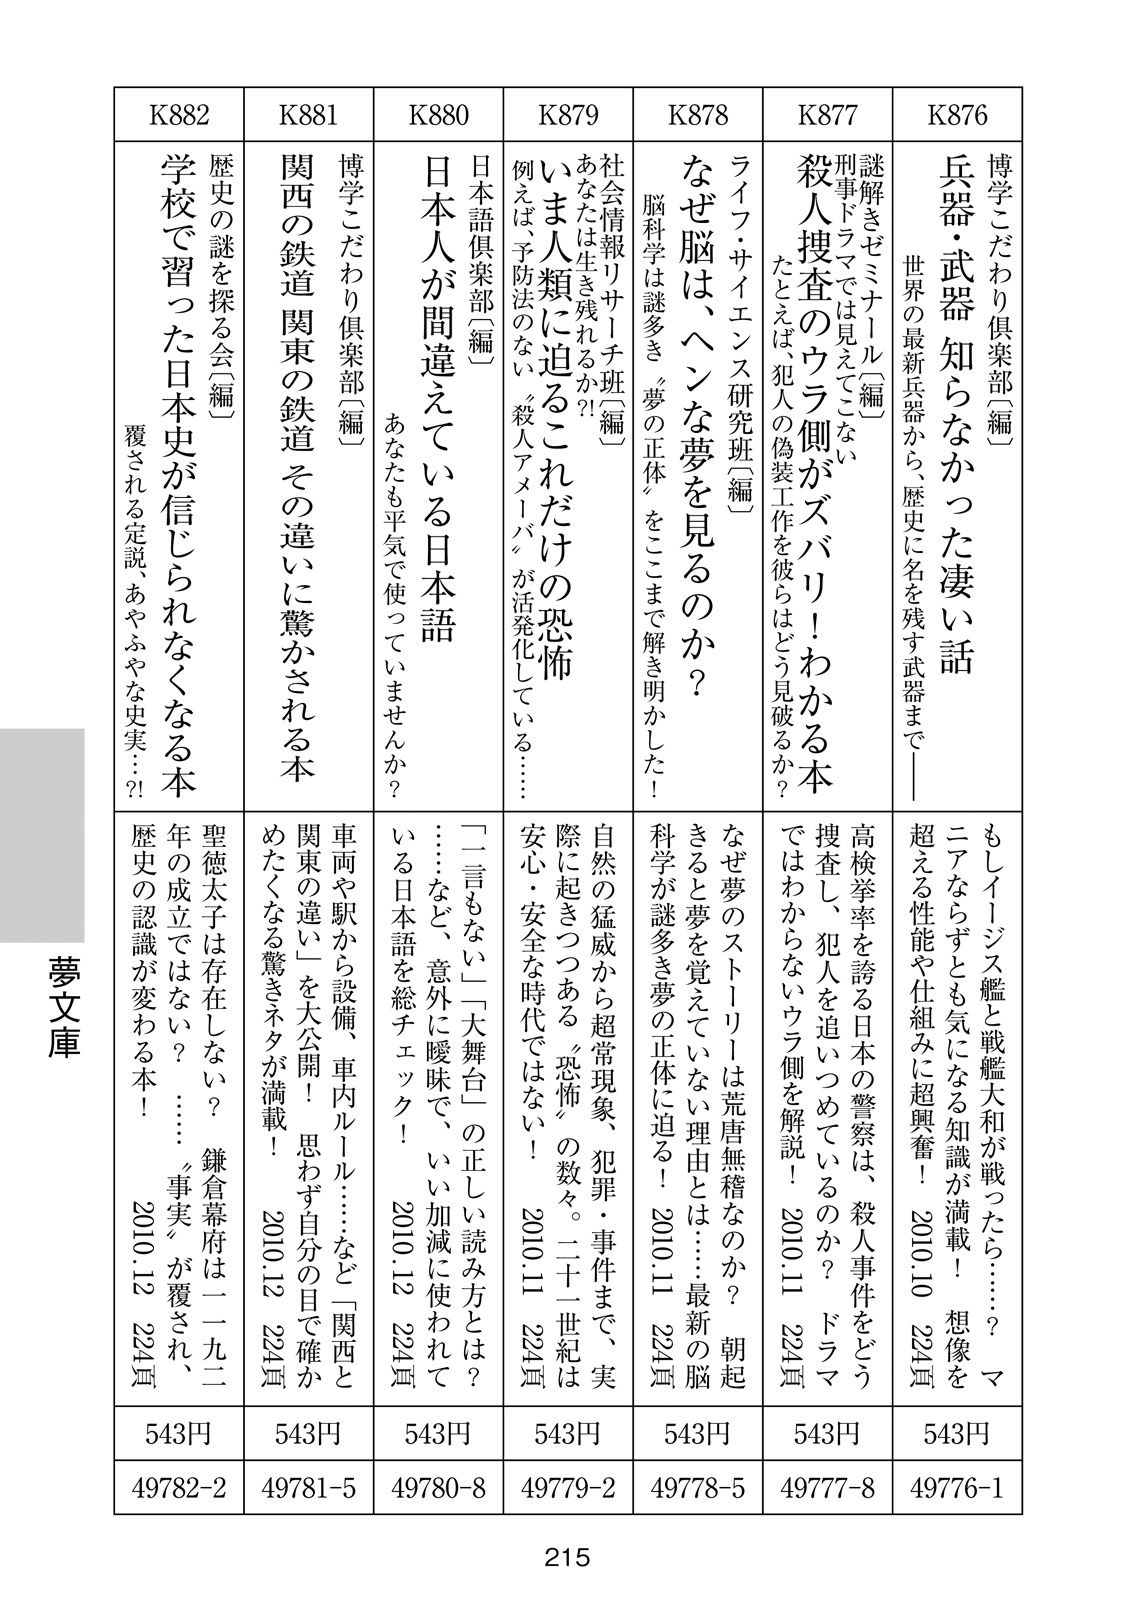 K876
博学こだわり倶楽部〔編〕
兵器・武器 知らなかった凄い話
世界の最新兵器から、歴史に名を残す武器まで――
もしイージス艦と戦艦大和が戦ったら……? マ
ニアならずとも気になる知識が満載! 想像を
超える性能や仕組みに超興奮! 2010.10 224頁
543円
49776-1
K877
謎解きゼミナール〔編〕
刑事ドラマでは見えてこない
殺人捜査のウラ側がズバリ!わかる本
たとえば、犯人の偽装工作を彼らはどう見破るか?
高検挙率を誇る日本の警察は、殺人事件をどう
捜査し、犯人を追いつめているのか? ドラマ
ではわからないウラ側を解説! 2010.11 224頁
543円
49777-8
K878
ライフ・サイエンス研究班〔編〕
なぜ脳は、ヘンな夢を見るのか?
脳科学は謎多き〝夢の正体〟をここまで解き明かした!
なぜ夢のストーリーは荒唐無稽なのか? 朝起
きると夢を覚えていない理由とは……最新の脳
科学が謎多き夢の正体に迫る! 2010.11 224頁
543円
49778-5
K879
社会情報リサーチ班〔編〕
あなたは生き残れるか?!
いま人類に迫るこれだけの恐怖
例えば、予防法のない〝殺人アメーバ〟が活発化している……
自然の猛威から超常現象、犯罪・事件まで、実
際に起きつつある〝恐怖〟の数々。二十一世紀は
安心・安全な時代ではない! 2010.11 224頁
543円
49779-2
K880
日本語倶楽部〔編〕
日本人が間違えている日本語
あなたも平気で使っていませんか?
「一言もない」「大舞台」の正しい読み方とは?
……など、意外に曖昧で、いい加減に使われて
いる日本語を総チェック! 2010.12 224頁
543円
49780-8
K881
博学こだわり倶楽部〔編〕
関西の鉄道 関東の鉄道 その違いに驚かされる本
車両や駅から設備、車内ルール……など「関西と
関東の違い」を大公開! 思わず自分の目で確か
めたくなる驚きネタが満載! 2010.12 224頁
543円
49781-5
K882
歴史の謎を探る会〔編〕
学校で習った日本史が信じられなくなる本
覆される定説、あやふやな史実…?!
聖徳太子は存在しない? 鎌倉幕府は一一九二
年の成立ではない? ……〝事実〟が覆され、
歴史の認識が変わる本! 2010.12 224頁
543円
49782-2
夢文庫
215